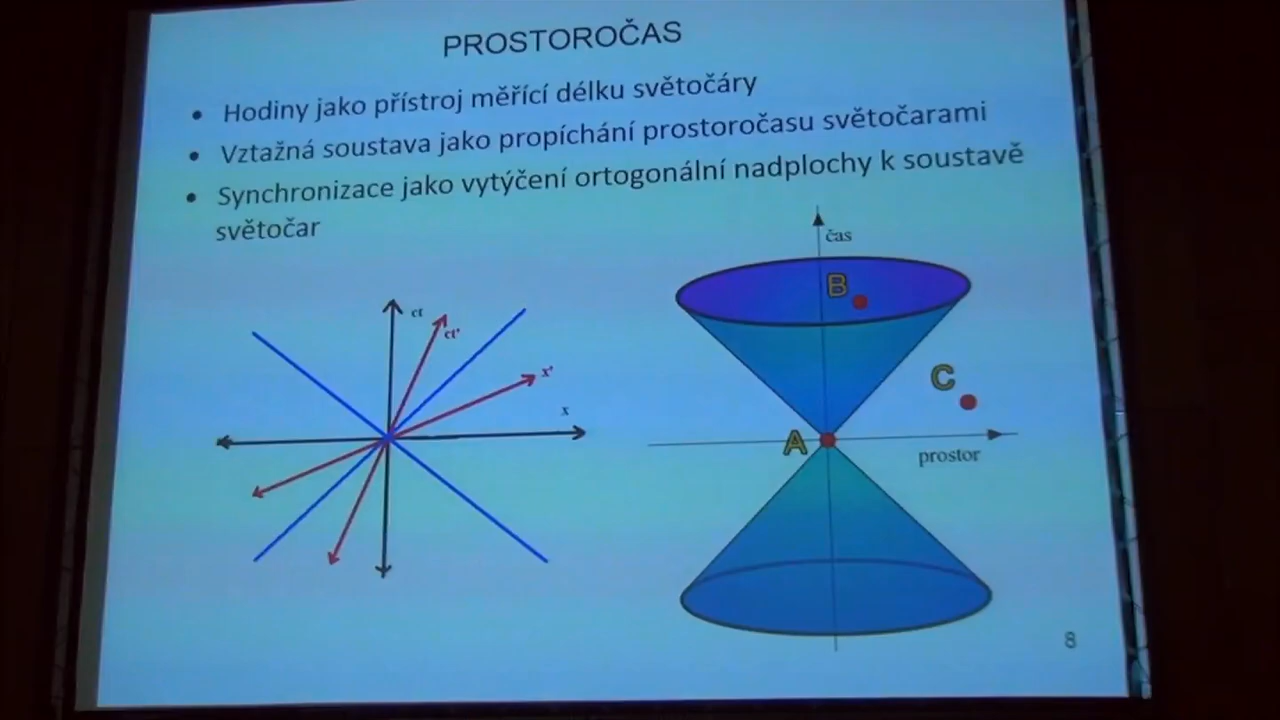 PROSTOROČAS
• Hodiny jako přístroj měřící délku světočáry
• Vztažná soustava jako propíchání prostoročasu světočarami
• Synchronizace jako vytýčení ortogonální nadplochy k soustavě
světočar
ct
ct'
x'
x
čas
B
C
A
prostor
8